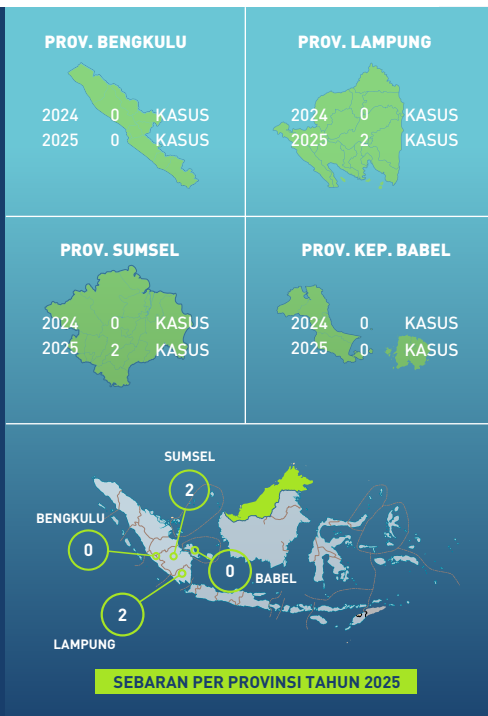 PROV. BENGKULU
2024 0 KASUS
2025 0 KASUS
PROV. LAMPUNG
2024 0 KASUS
2025 2 KASUS
PROV. SUMSEL
2024 0 KASUS
2025 2 KASUS
PROV. KEP. BABEL
2024 0 KASUS
2025 0 KASUS
SUMSEL
2
BENGKULU
0
0
BABEL
2
LAMPUNG
SEBARAN PER PROVINSI TAHUN 2025